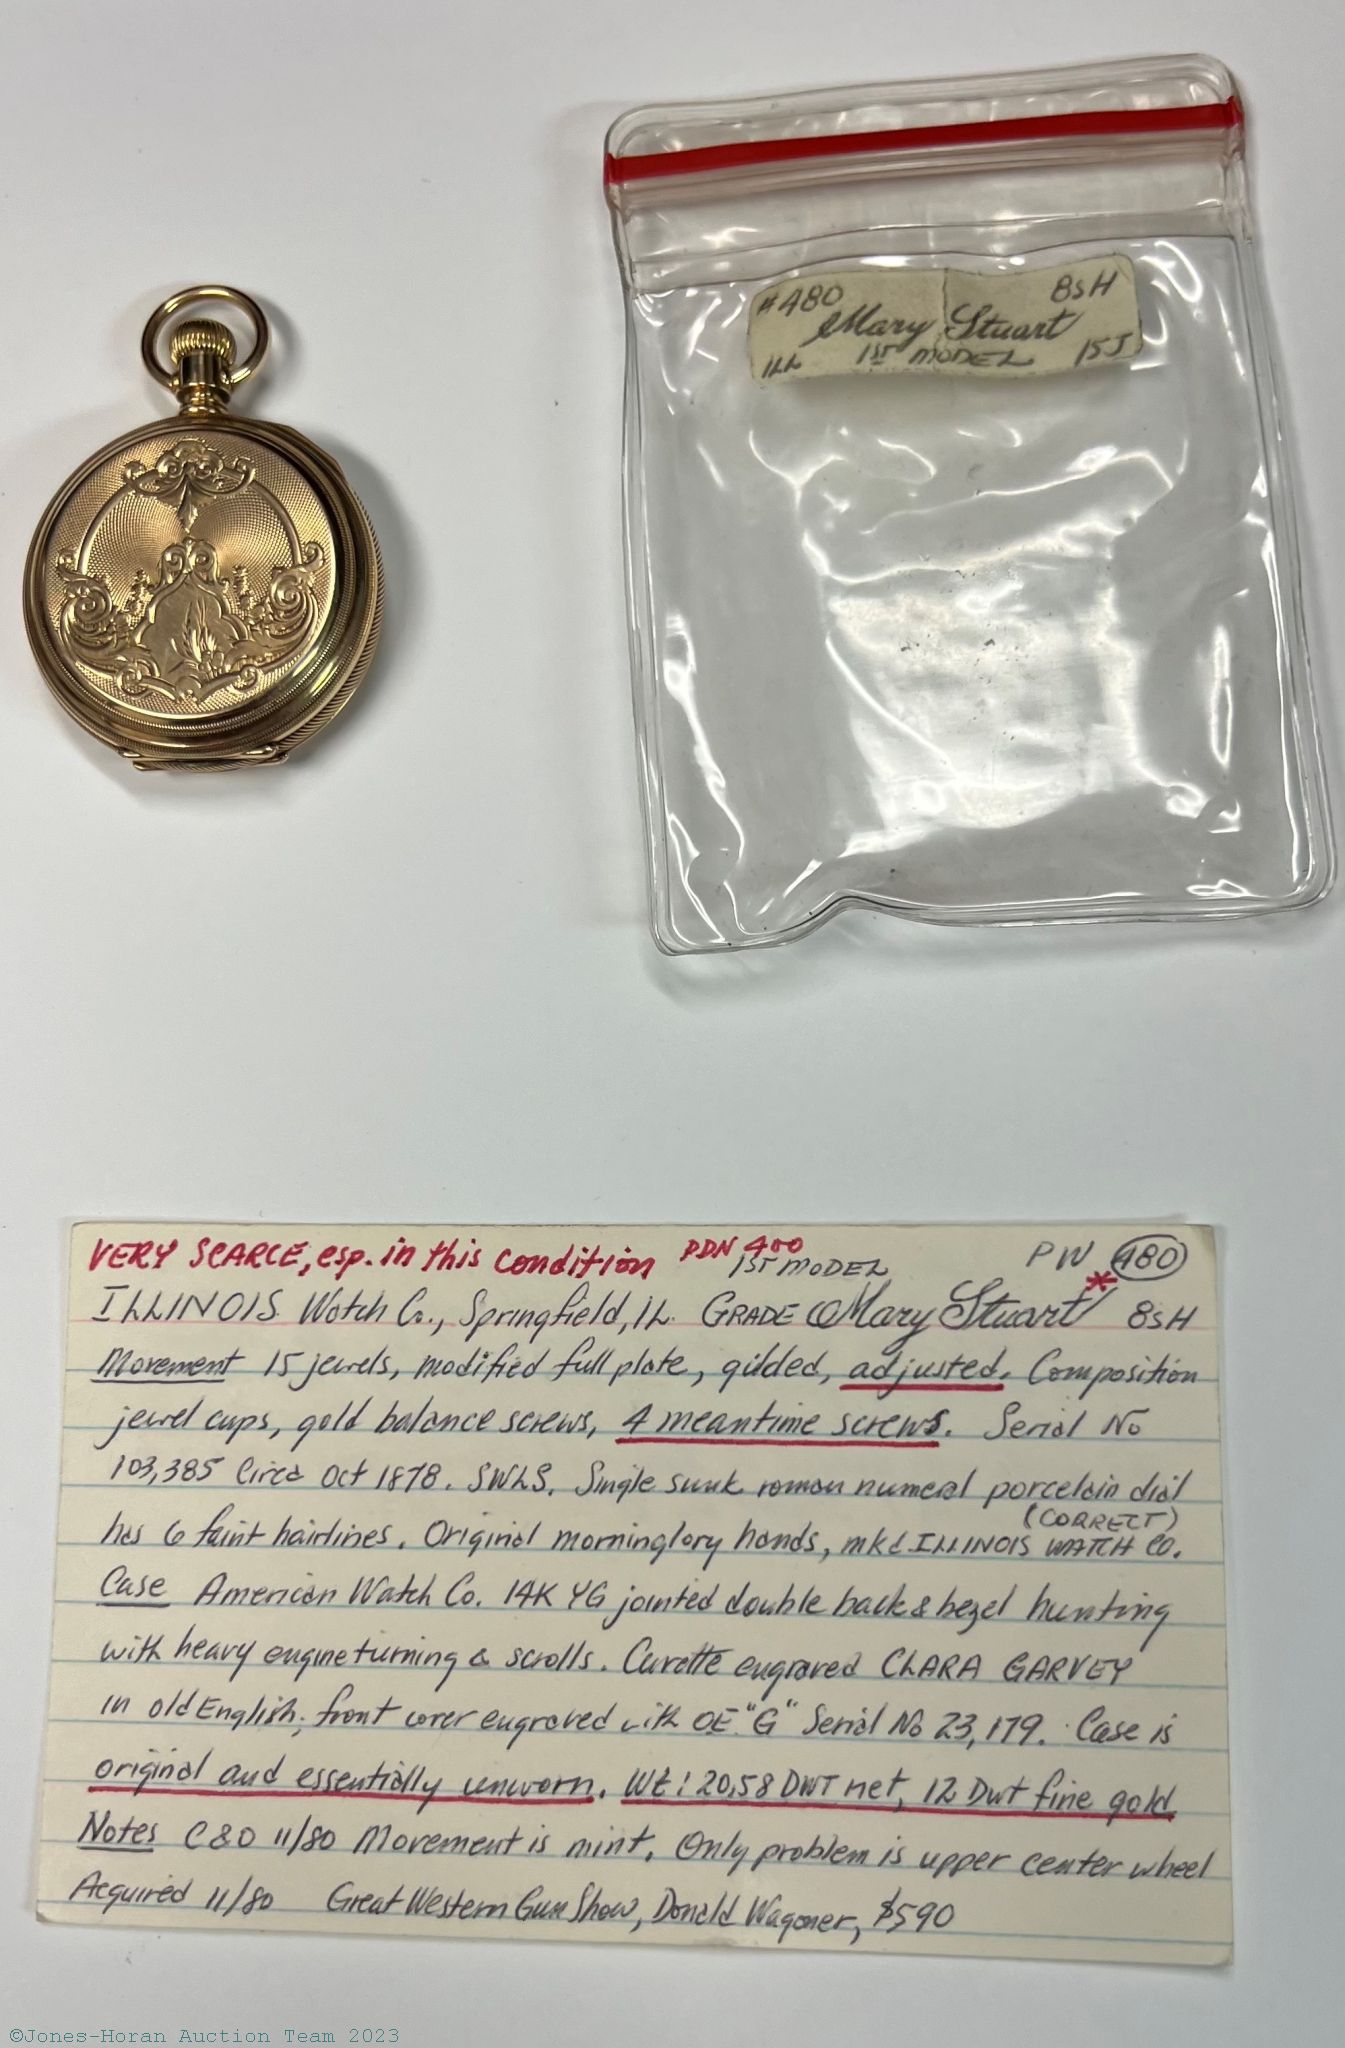 #480 8sH
Mary Stuart
ILL 1ST MODEL 15J
VERY SCARCE, esp. in this condition PDN 400 PW 480
1ST MODEL
ILLINOIS Watch Co., Springfield, IL. GRADE Mary Stuart* 8sH
Movement 15 jewels, modified full plate, gilded, adjusted. Composition
jewel cups, gold balance screws, 4 meantime screws. Serial No
103,385 Circa Oct 1878. SWLS. Single sunk roman numeral porcelain dial
(CORRECT)
has 6 faint hairlines. Original morninglory hands, mkd ILLINOIS WATCH CO.
Case American Watch Co. 14K YG jointed double back & bezel hunting
with heavy engine turning & scrolls. Cuvette engraved CLARA GARVEY
in old English; front cover engraved with OE "G" Serial No 23,179. Case is
original and essentially unworn. Wt: 20.58 DWT net, 12 Dwt fine gold
Notes C&O 11/80 Movement is mint. Only problem is upper center wheel
Acquired 11/80 Great Western Gun Show, Donald Wagoner, $590
©Jones-Horan Auction Team 2023